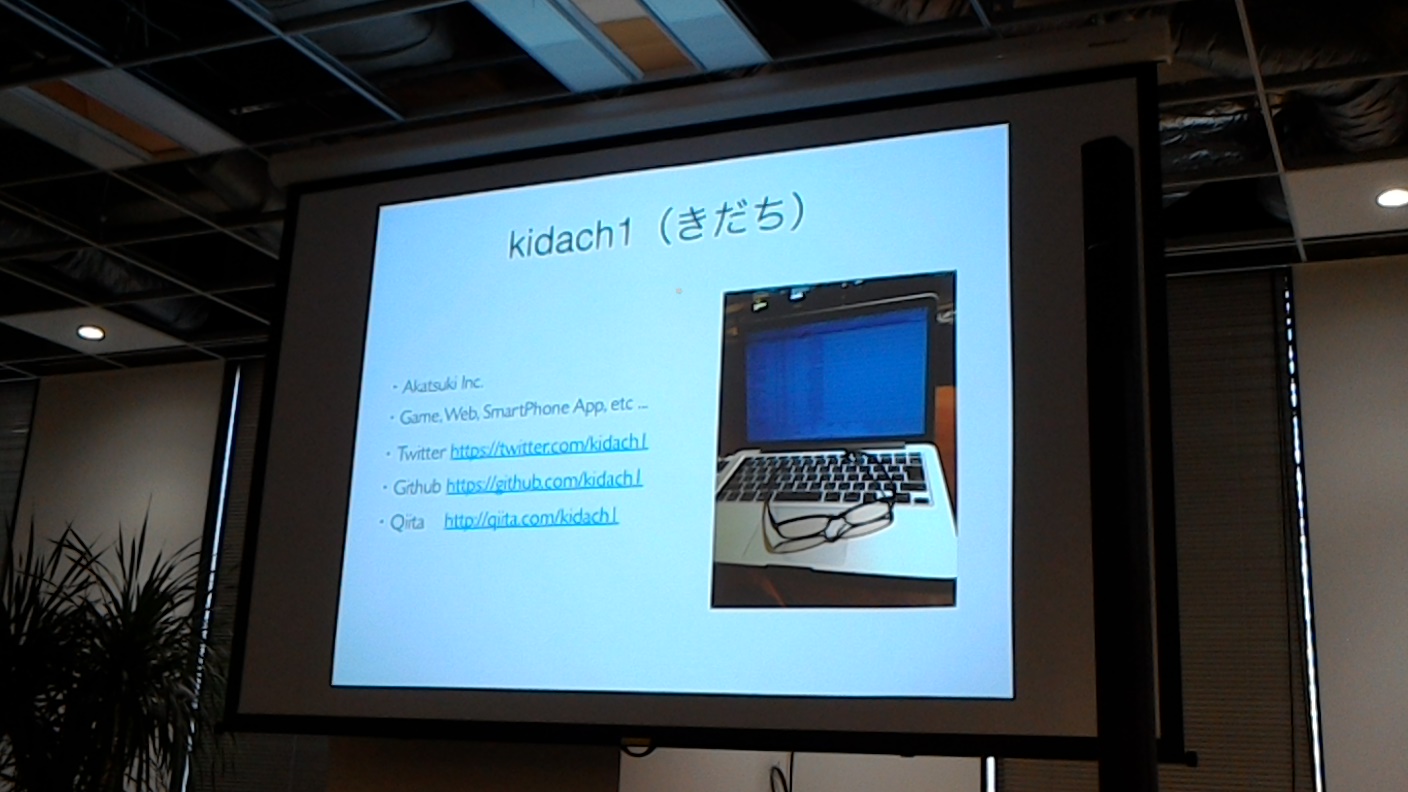 kidach1（きだち）
・Akatsuki Inc.
・Game, Web, SmartPhone App, etc ...
・Twitter https://twitter.com/kidach1
・Github https://github.com/kidach1
・Qiita http://qiita.com/kidach1